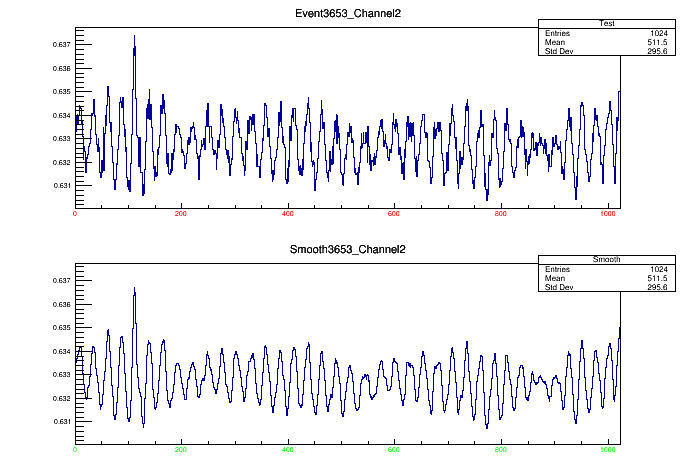 Event3653_Channel2
Test
Entries 1024
Mean 511.5
Std Dev 295.6
0.637
0.636
0.635
0.634
0.633
0.632
0.631
0 200 400 600 800 1000
Smooth3653_Channel2
Smooth
Entries 1024
Mean 511.5
Std Dev 295.6
0.637
0.636
0.635
0.634
0.633
0.632
0.631
0 200 400 600 800 1000